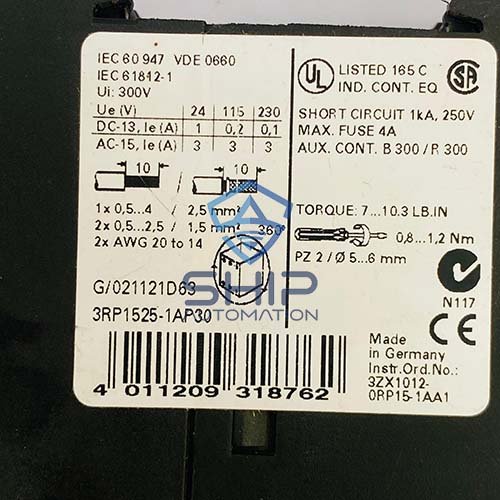 IEC 60 947 VDE 0660
IEC 61812-1
Ui: 300V
Ue (V) 24 115 230
DC-13, Ie (A) 1 0,2 0,1
AC-15, Ie (A) 3 3 3
10 10
1x 0,5...4 / 2,5 mm²
2x 0,5...2,5 / 1,5 mm²
2x AWG 20 to 14
360°
G/021121D63
3RP1525-1AP30
4 011209 318762
UL LISTED 165 C
IND. CONT. EQ
SA
SHORT CIRCUIT 1kA, 250V
MAX. FUSE 4A
AUX. CONT. B 300 / R 300
TORQUE: 7...10.3 LB.IN
0,8...1,2 Nm
PZ 2 / Ø 5...6 mm
N117
CE
Made
in Germany
Instr.Ord.No.:
3ZX1012-
0RP15-1AA1
SHIP
AUTOMATION